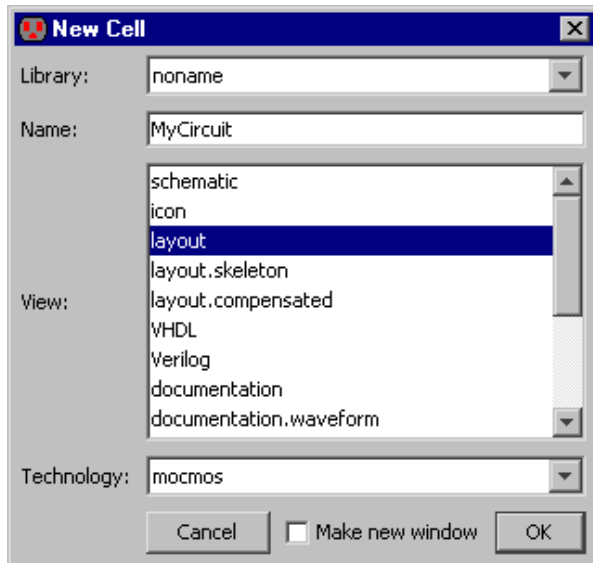 New Cell
Library: noname
Name: MyCircuit
View:
schematic
icon
layout
layout.skeleton
layout.compensated
VHDL
Verilog
documentation
documentation.waveform
Technology: mocmos
Cancel Make new window OK